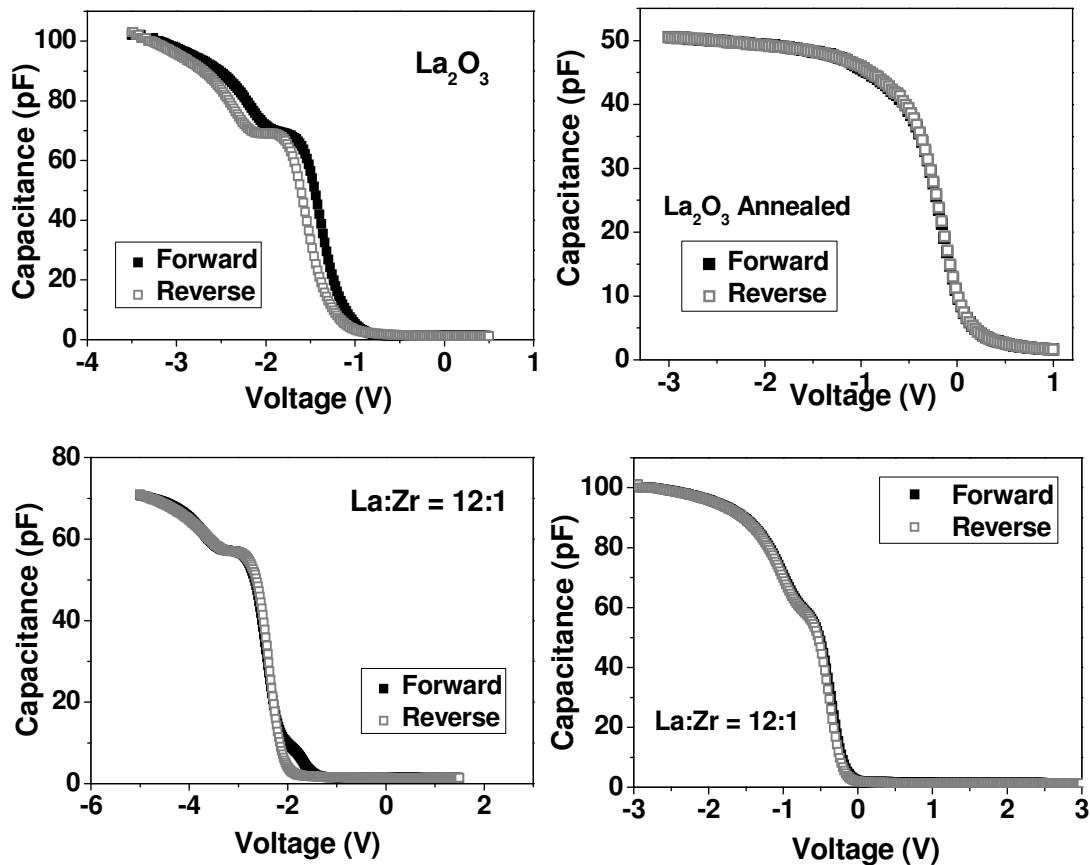 100
80
60
40
20
0
Capacitance (pF)
La₂O₃
Forward
Reverse
-4
-3
-2
-1
0
1
Voltage (V)
50
40
30
20
10
0
Capacitance (pF)
La₂O₃ Annealed
Forward
Reverse
-3
-2
-1
0
1
Voltage (V)
80
60
40
20
0
Capacitance (pF)
La:Zr = 12:1
Forward
Reverse
-6
-4
-2
0
2
Voltage (V)
100
80
60
40
20
0
Capacitance (pF)
Forward
Reverse
La:Zr = 12:1
-3
-2
-1
0
1
2
3
Voltage (V)